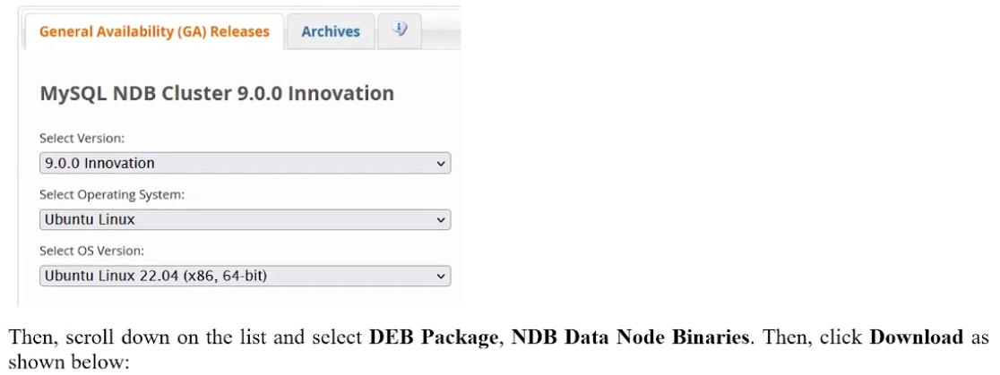 General Availability (GA) Releases
Archives
MySQL NDB Cluster 9.0.0 Innovation
Select Version:
9.0.0 Innovation
Select Operating System:
Ubuntu Linux
Select OS Version:
Ubuntu Linux 22.04 (x86, 64-bit)
Then, scroll down on the list and select DEB Package, NDB Data Node Binaries. Then, click Download as
shown below: